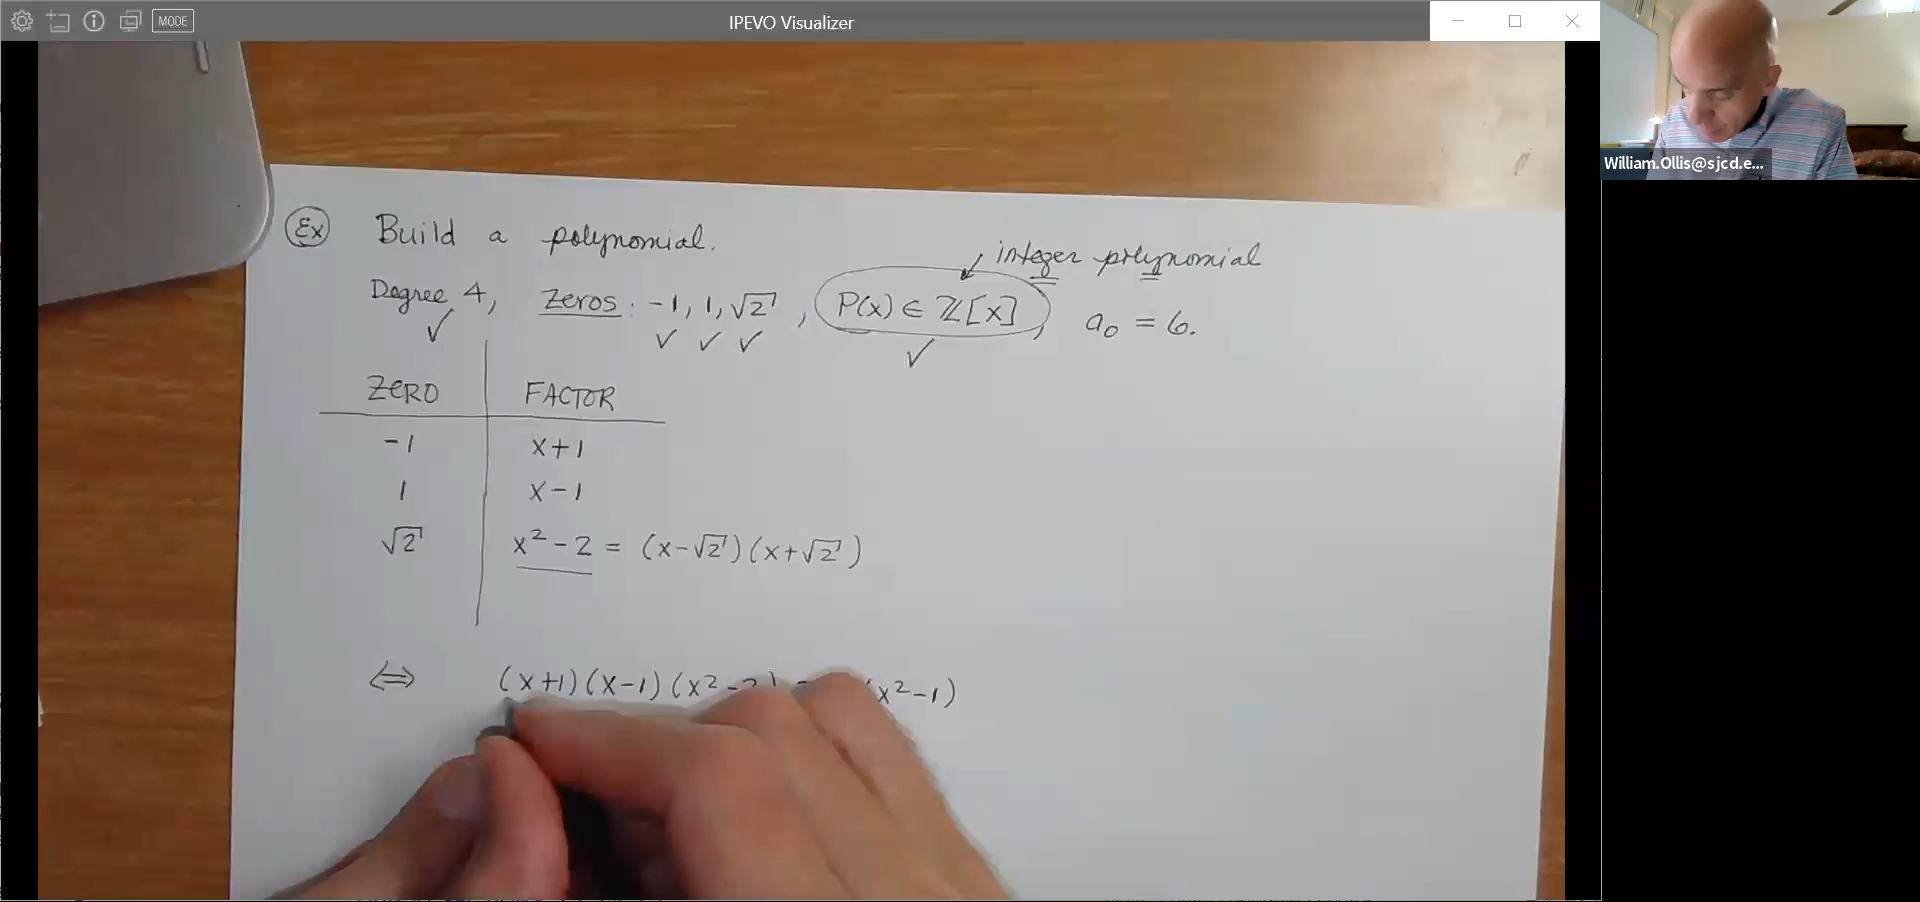 MODE
IPEVO Visualizer
William.Ollis@sjcd.e...
Ex Build a polynomial.
integer polynomial
Degree 4, Zeros: -1, 1, √2, P(x) ∈ ℤ[x], a₀ = 6.
✓ ✓ ✓ ✓ ✓
ZERO FACTOR
-1 x+1
1 x-1
√2 x²-2 = (x-√2)(x+√2)
⟺ (x+1)(x-1)(x²-2) (x²-1)